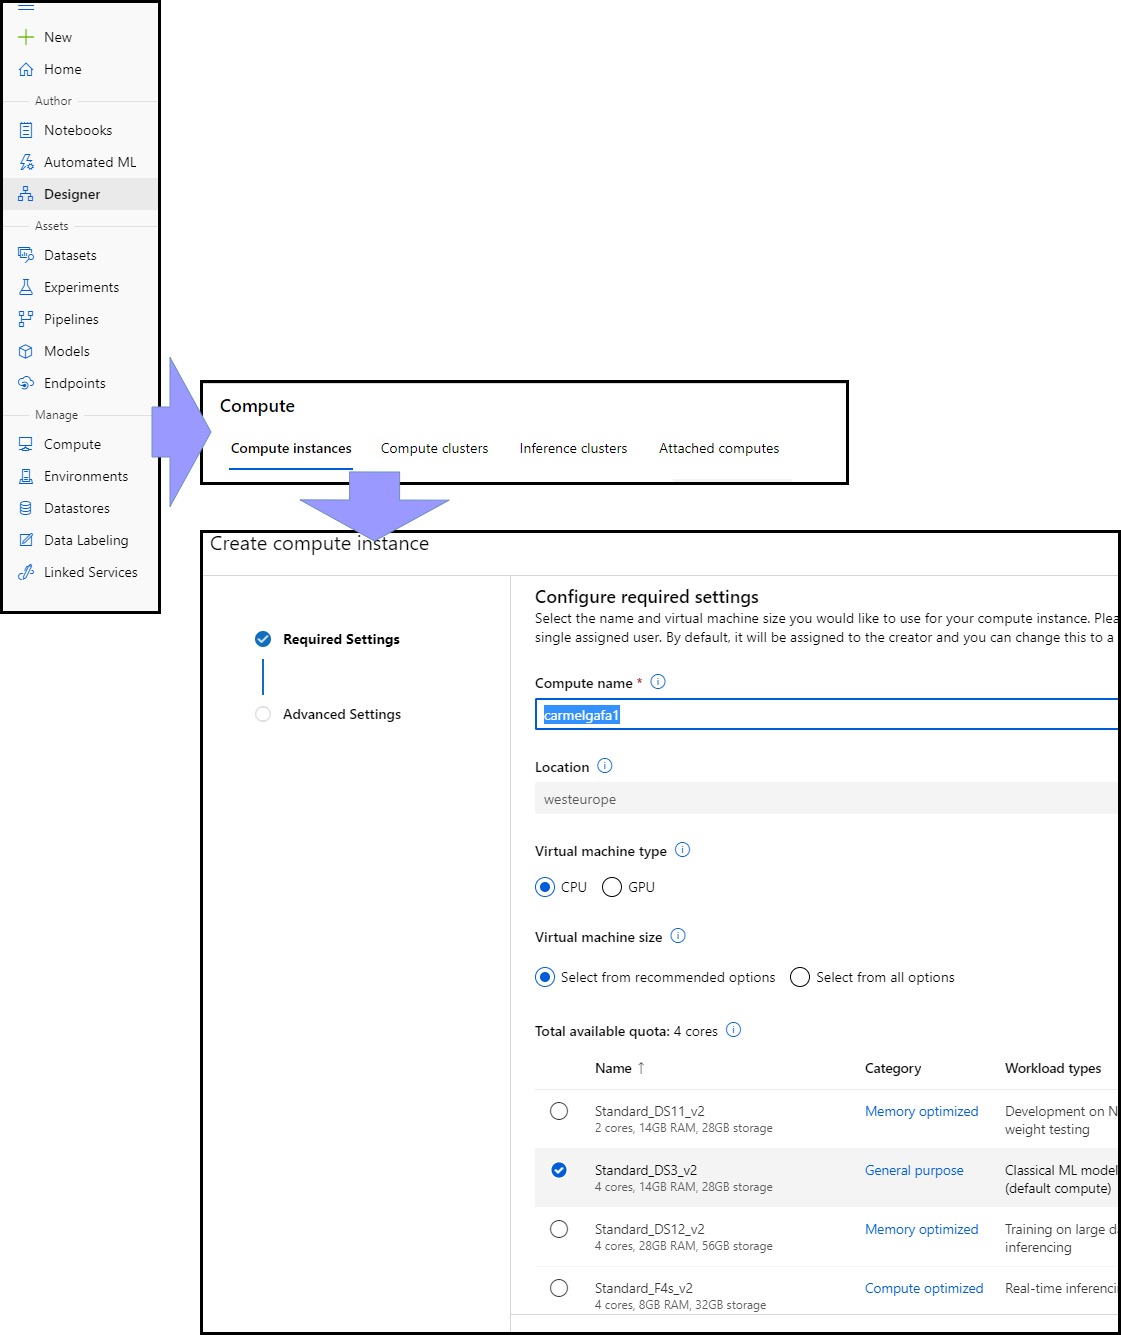 New
Home
Author
Notebooks
Automated ML
Designer
Assets
Datasets
Experiments
Pipelines
Models
Endpoints
Manage
Compute
Environments
Datastores
Data Labeling
Linked Services
Compute
Compute instances Compute clusters Inference clusters Attached computes
Create compute instance
Required Settings
Advanced Settings
Configure required settings
Select the name and virtual machine size you would like to use for your compute instance. Plea
single assigned user. By default, it will be assigned to the creator and you can change this to a
Compute name *
carmelgafa1
Location
westeurope
Virtual machine type
CPU GPU
Virtual machine size
Select from recommended options Select from all options
Total available quota: 4 cores
Name ↑ Category Workload types
Standard_DS11_v2 Memory optimized Development on N
2 cores, 14GB RAM, 28GB storage weight testing
Standard_DS3_v2 General purpose Classical ML model
4 cores, 14GB RAM, 28GB storage (default compute)
Standard_DS12_v2 Memory optimized Training on large d
4 cores, 28GB RAM, 56GB storage inferencing
Standard_F4s_v2 Compute optimized Real-time inferenci
4 cores, 8GB RAM, 32GB storage